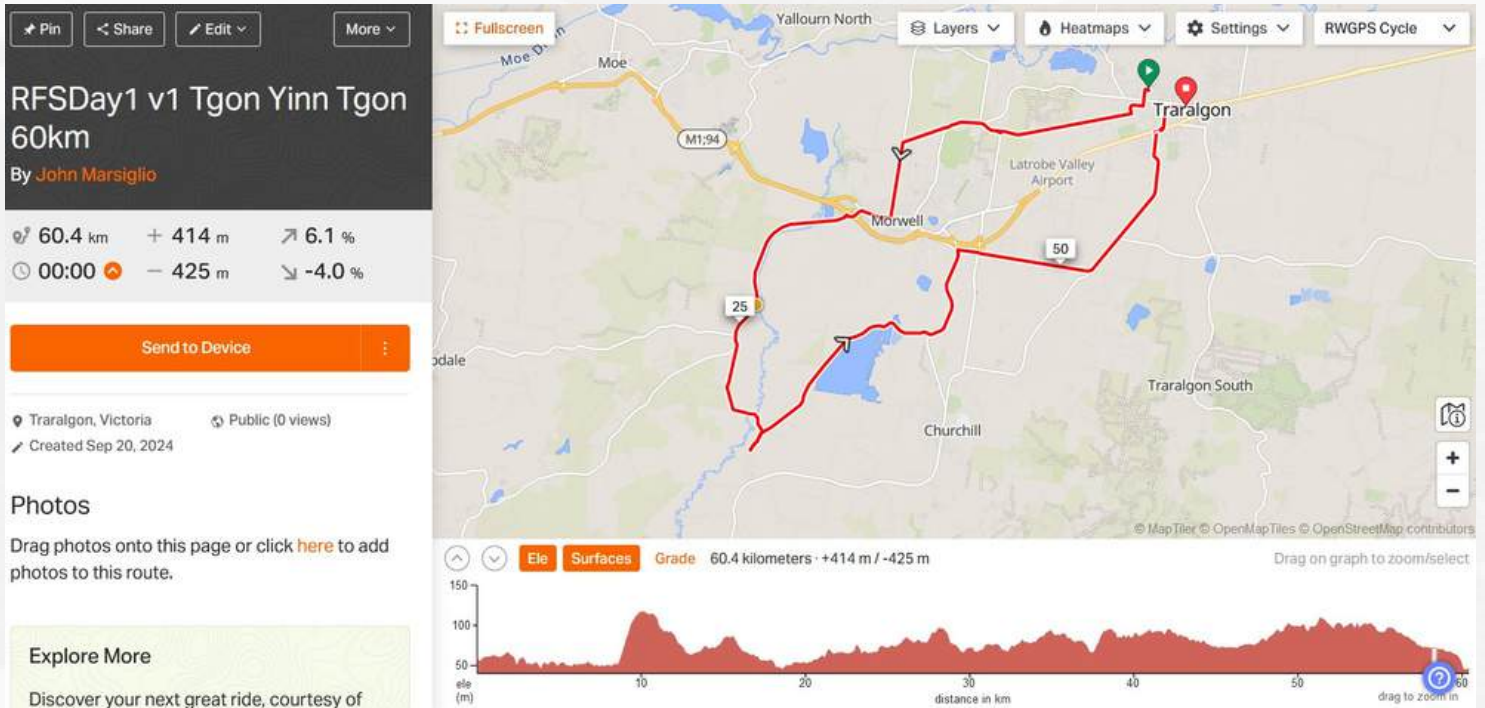 Pin
Share
Edit
More
RFSDay1 v1 Tgon Yinn Tgon
60km
By John Marsiglio
60.4 km + 414 m 6.1 %
00:00 − 425 m -4.0 %
Send to Device
Traralgon, Victoria
Public (0 views)
Created Sep 20, 2024
Photos
Drag photos onto this page or click here to add
photos to this route.
Explore More
Discover your next great ride, courtesy of
Fullscreen
Layers
Heatmaps
Settings
RWGPS Cycle
Yallourn North
Moe
M1;94
Traralgon
Latrobe Valley
Airport
Morwell
50
25
Traralgon South
Churchill
© MapTiler © OpenMapTiles © OpenStreetMap contributors
Ele
Surfaces
Grade
60.4 kilometers · +414 m / -425 m
Drag on graph to zoom/select
150
100
50
ele
(m)
10
20
30
40
50
60
distance in km
drag to zoom in